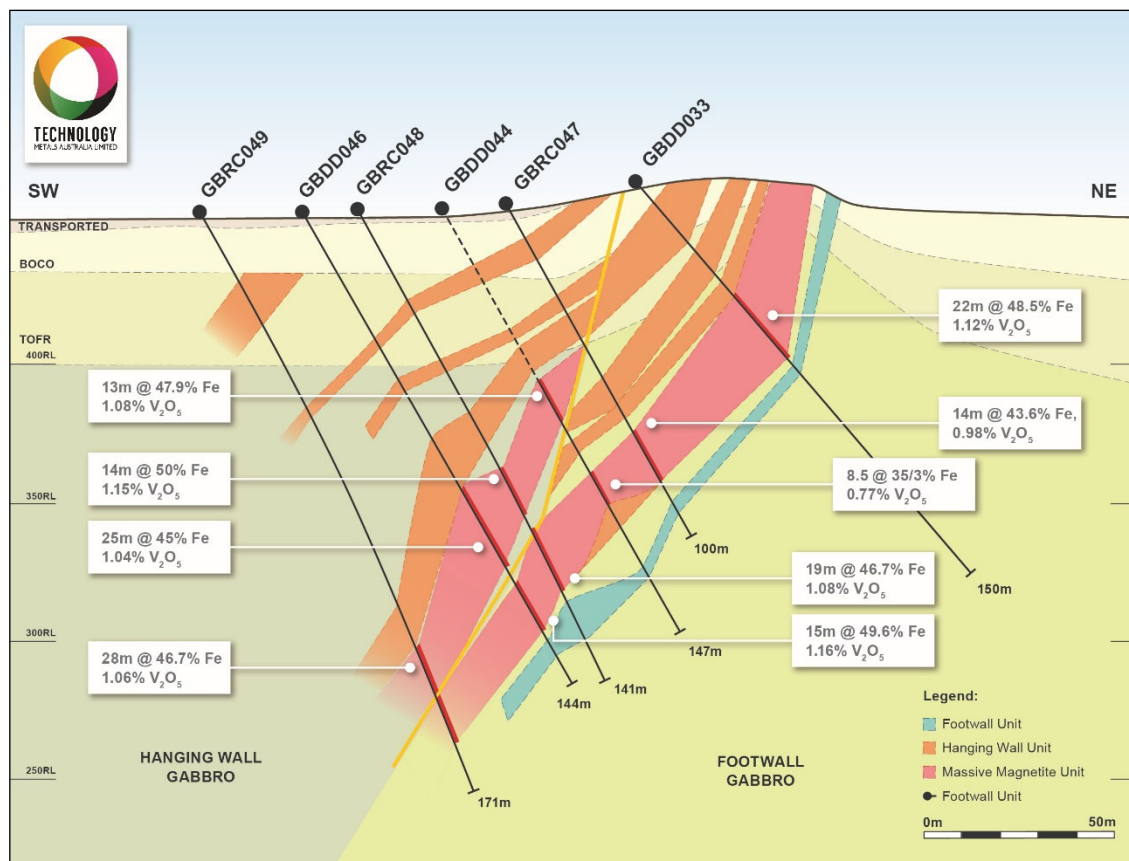 TECHNOLOGY
METALS AUSTRALIA LIMITED
GBRC049
GBDD046
GBRC048
GBDD044
GBRC047
GBDD033
SW
NE
TRANSPORTED
BOCO
TOFR
400RL
350RL
300RL
250RL
13m @ 47.9% Fe
1.08% V₂O₅
14m @ 50% Fe
1.15% V₂O₅
25m @ 45% Fe
1.04% V₂O₅
28m @ 46.7% Fe
1.06% V₂O₅
22m @ 48.5% Fe
1.12% V₂O₅
14m @ 43.6% Fe,
0.98% V₂O₅
8.5 @ 35/3% Fe
0.77% V₂O₅
19m @ 46.7% Fe
1.08% V₂O₅
15m @ 49.6% Fe
1.16% V₂O₅
100m
150m
147m
141m
144m
171m
HANGING WALL
GABBRO
FOOTWALL
GABBRO
Legend:
Footwall Unit
Hanging Wall Unit
Massive Magnetite Unit
Footwall Unit
0m 50m